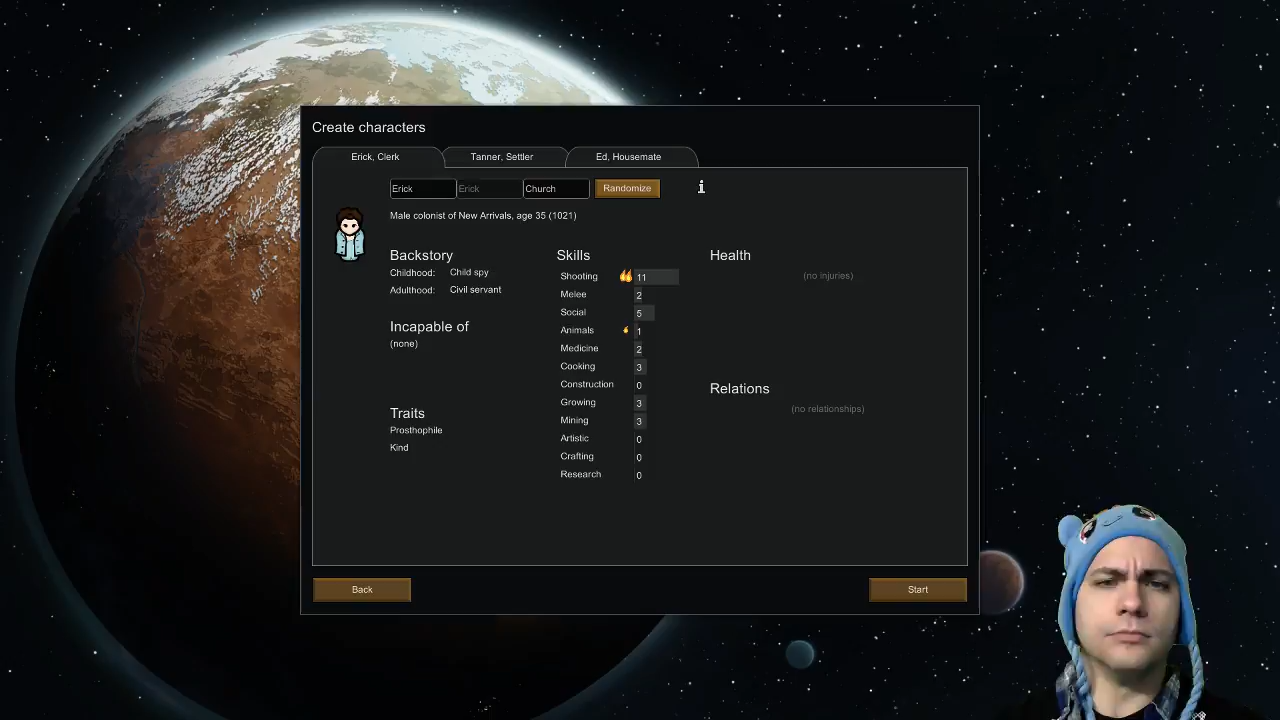 Create characters
Erick, Clerk
Tanner, Settler
Ed, Housemate
Erick Erick Church Randomize i
Male colonist of New Arrivals, age 35 (1021)
Backstory
Childhood: Child spy
Adulthood: Civil servant
Incapable of
(none)
Traits
Prosthophile
Kind
Skills
Shooting 11
Melee 2
Social 5
Animals 1
Medicine 2
Cooking 3
Construction 0
Growing 3
Mining 3
Artistic 0
Crafting 0
Research 0
Health
(no injuries)
Relations
(no relationships)
Back
Start